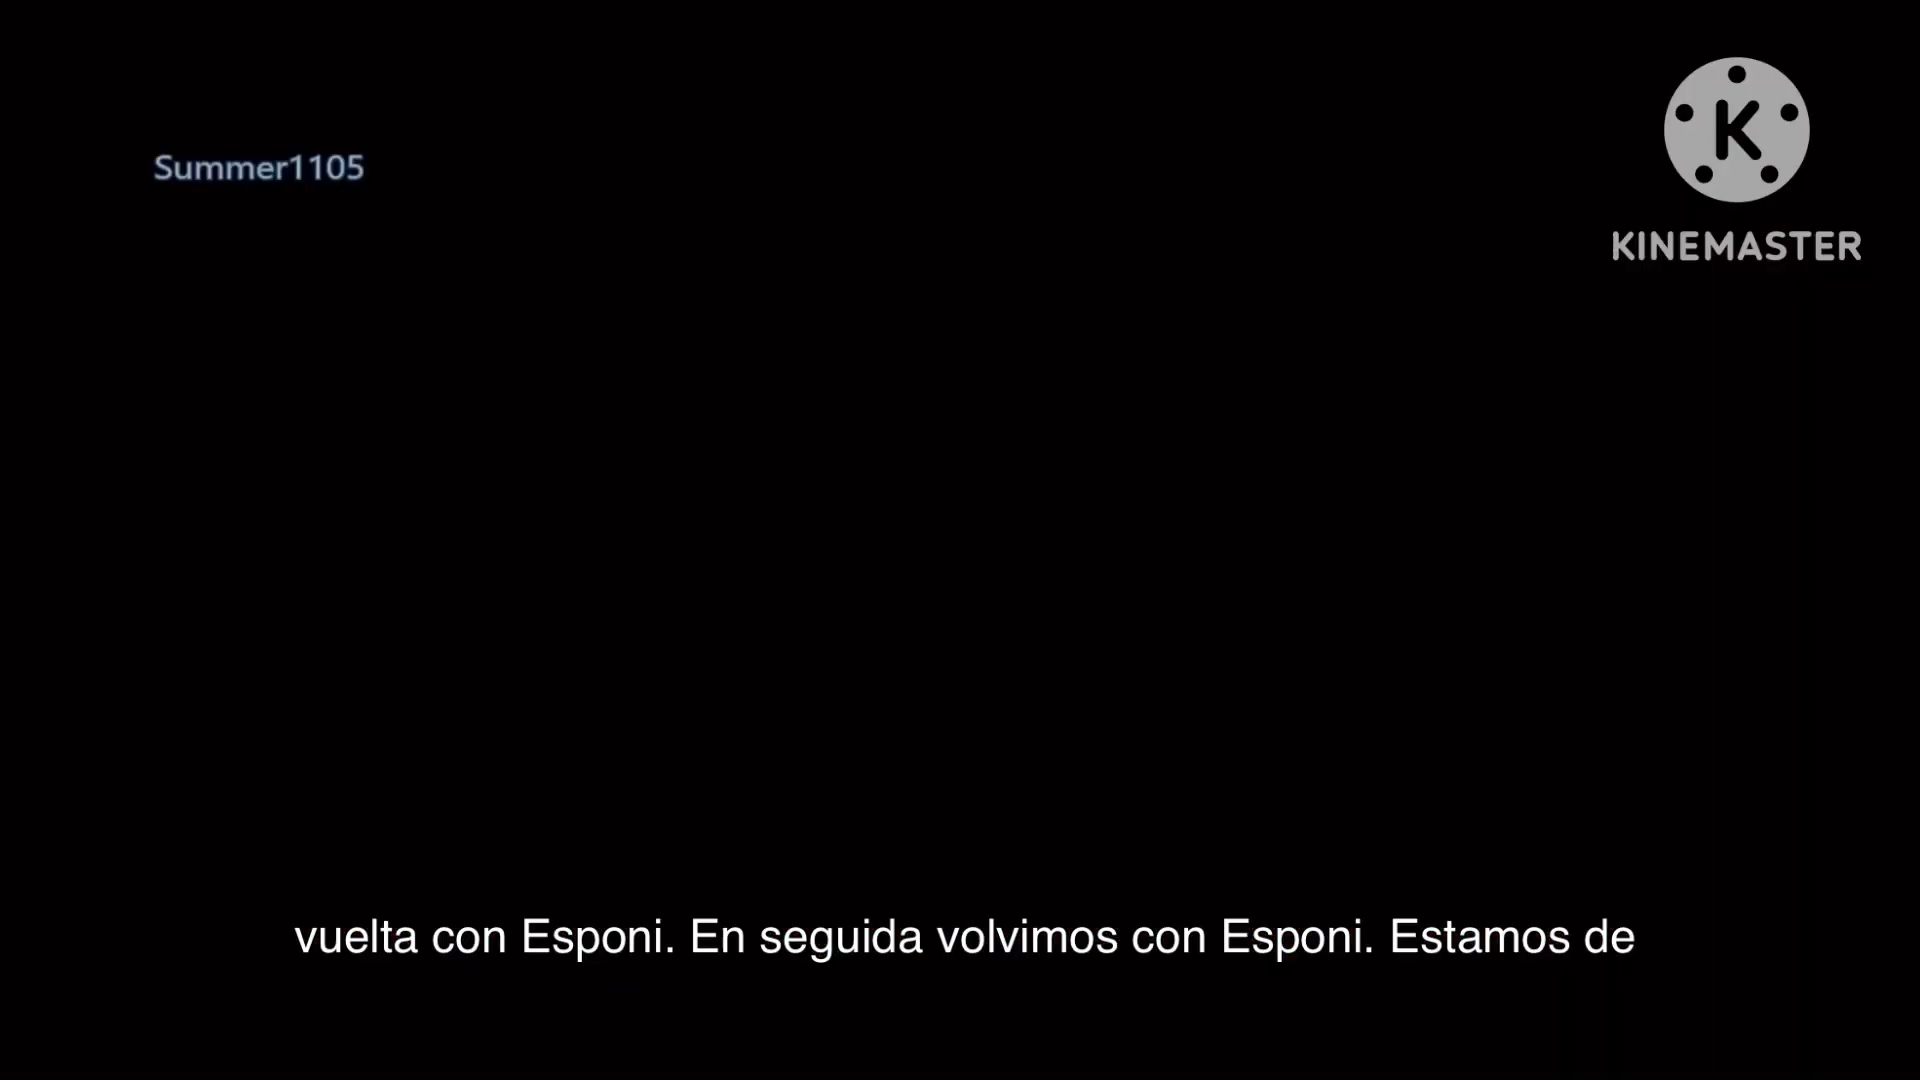 Summer1105
K
KINEMASTER
vuelta con Esponi. En seguida volvimos con Esponi. Estamos de